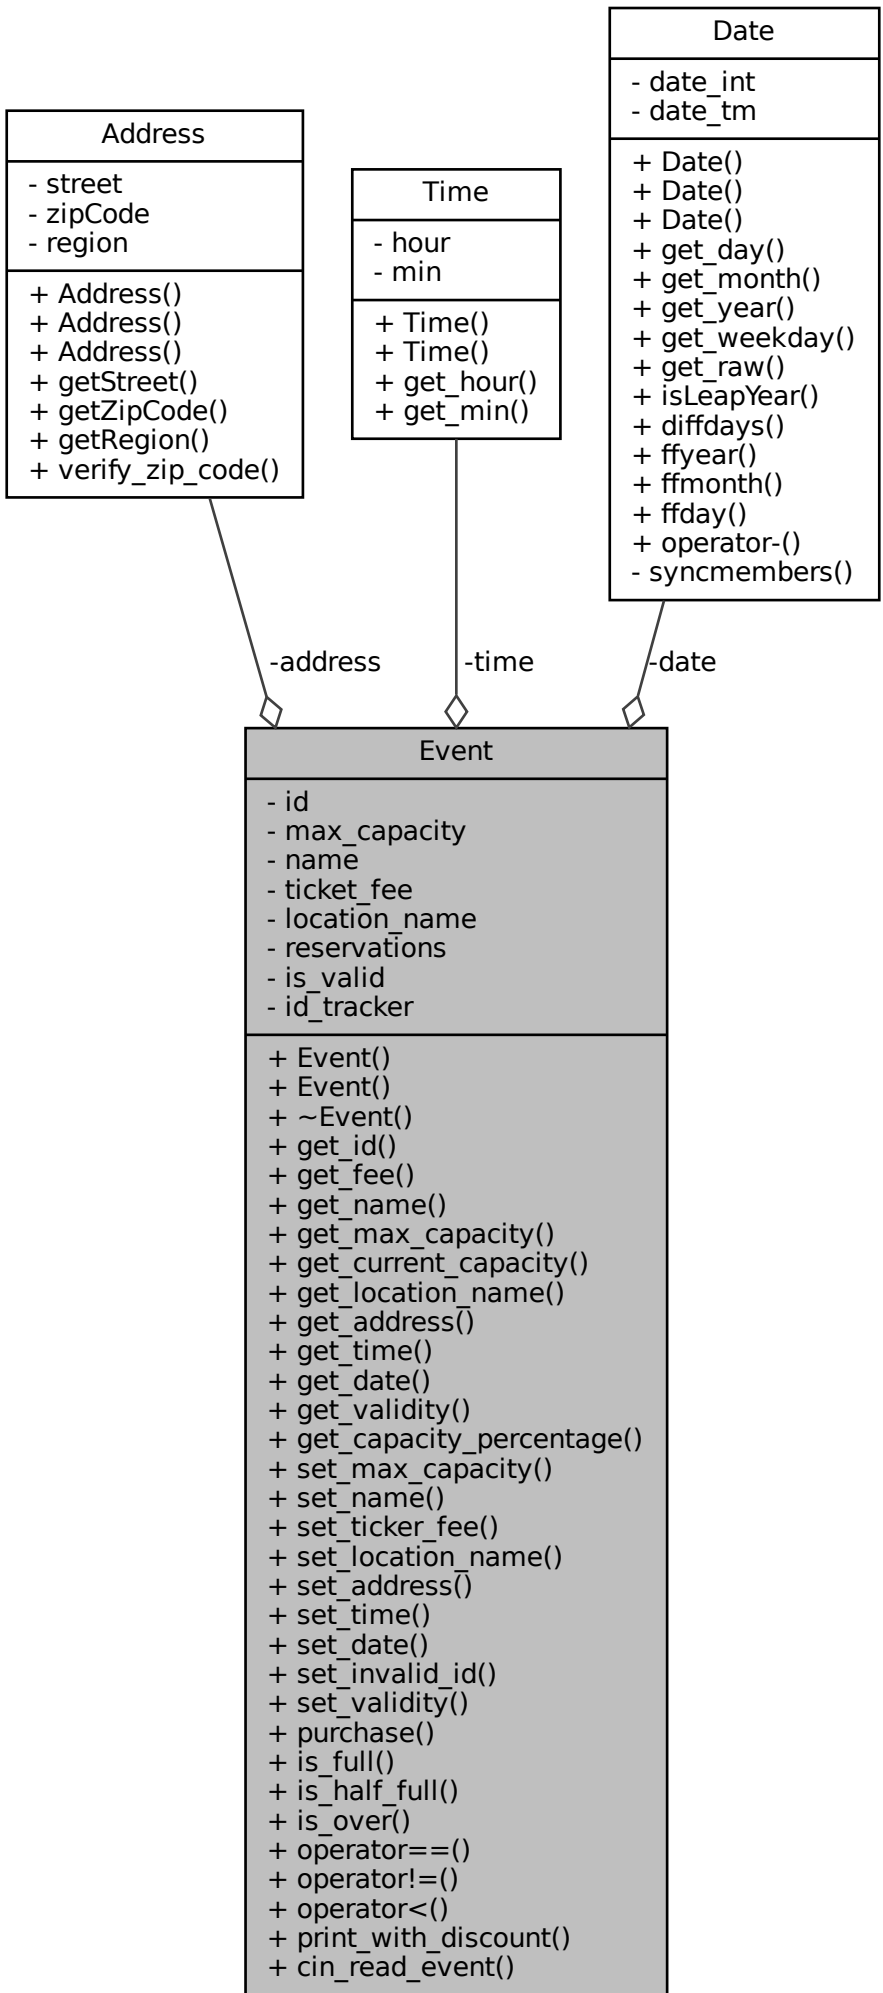 Address
- street
- zipCode
- region
+ Address()
+ Address()
+ Address()
+ getStreet()
+ getZipCode()
+ getRegion()
+ verify_zip_code()
Time
- hour
- min
+ Time()
+ Time()
+ get_hour()
+ get_min()
Date
- date_int
- date_tm
+ Date()
+ Date()
+ Date()
+ get_day()
+ get_month()
+ get_year()
+ get_weekday()
+ get_raw()
+ isLeapYear()
+ diffdays()
+ ffyear()
+ ffmonth()
+ ffday()
+ operator-()
- syncmembers()
-address
-time
-date
Event
- id
- max_capacity
- name
- ticket_fee
- location_name
- reservations
- is_valid
- id_tracker
+ Event()
+ Event()
+ ~Event()
+ get_id()
+ get_fee()
+ get_name()
+ get_max_capacity()
+ get_current_capacity()
+ get_location_name()
+ get_address()
+ get_time()
+ get_date()
+ get_validity()
+ get_capacity_percentage()
+ set_max_capacity()
+ set_name()
+ set_ticker_fee()
+ set_location_name()
+ set_address()
+ set_time()
+ set_date()
+ set_invalid_id()
+ set_validity()
+ purchase()
+ is_full()
+ is_half_full()
+ is_over()
+ operator==()
+ operator!=()
+ operator<()
+ print_with_discount()
+ cin_read_event()